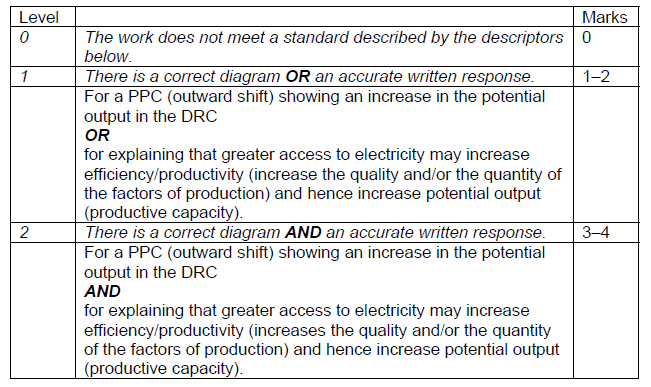 Level Marks
0 The work does not meet a standard described by the descriptors 0
below.
1 There is a correct diagram OR an accurate written response. 1–2
For a PPC (outward shift) showing an increase in the potential
output in the DRC
OR
for explaining that greater access to electricity may increase
efficiency/productivity (increase the quality and/or the quantity of
the factors of production) and hence increase potential output
(productive capacity).
2 There is a correct diagram AND an accurate written response. 3–4
For a PPC (outward shift) showing an increase in the potential
output in the DRC
AND
for explaining that greater access to electricity may increase
efficiency/productivity (increases the quality and/or the quantity
of the factors of production) and hence increase potential output
(productive capacity).